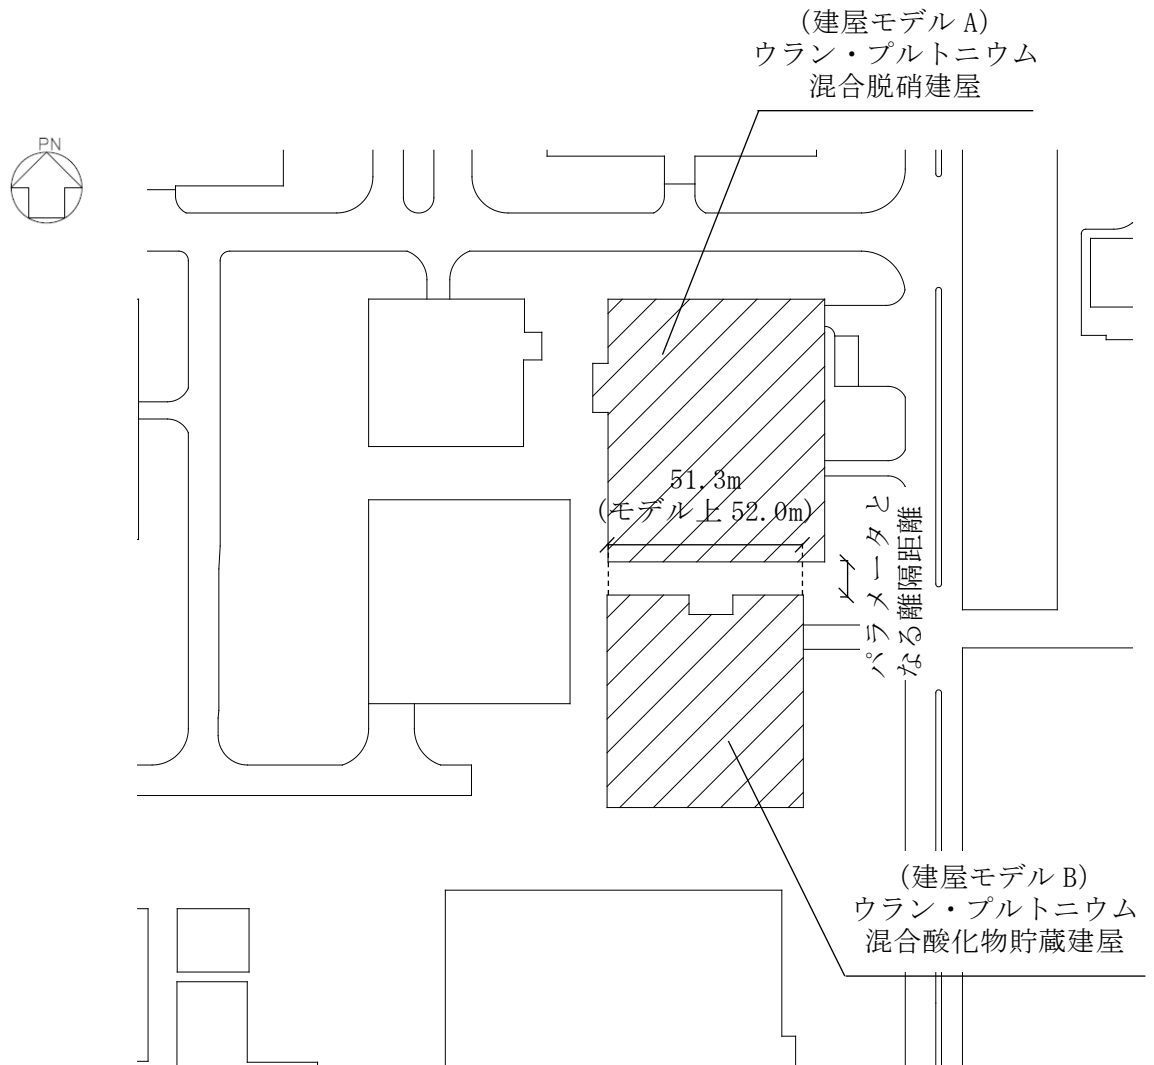 (建屋モデル A)
ウラン・プルトニウム
混合脱硝建屋
PN
51.3m
(モデル上 52.0m)
パラメータと
なる離隔距離
(建屋モデル B)
ウラン・プルトニウム
混合酸化物貯蔵建屋